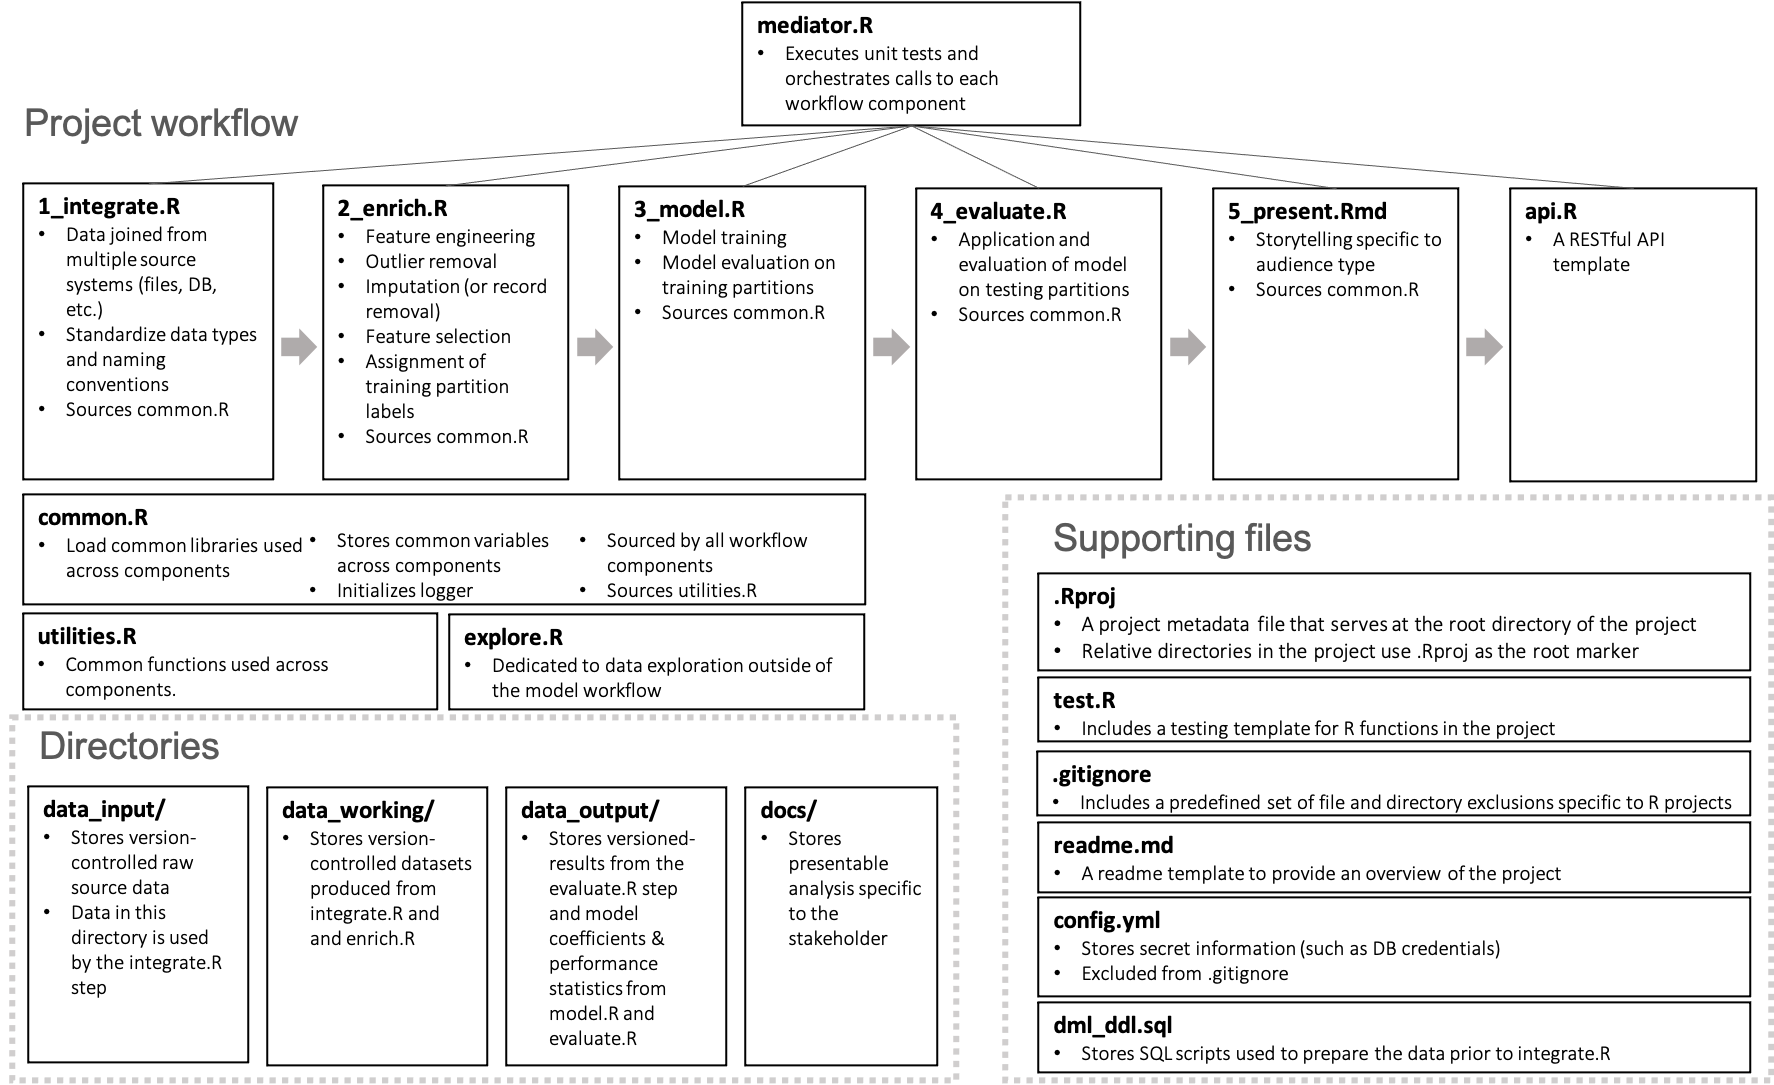 mediator.R
• Executes unit tests and
orchestrates calls to each
workflow component
Project workflow
1_integrate.R
• Data joined from
multiple source
systems (files, DB,
etc.)
• Standardize data types
and naming
conventions
• Sources common.R
2_enrich.R
• Feature engineering
• Outlier removal
• Imputation (or record
removal)
• Feature selection
• Assignment of
training partition
labels
• Sources common.R
3_model.R
• Model training
• Model evaluation on
training partitions
• Sources common.R
4_evaluate.R
• Application and
evaluation of model
on testing partitions
• Sources common.R
5_present.Rmd
• Storytelling specific to
audience type
• Sources common.R
api.R
• A RESTful API
template
common.R
• Load common libraries used
across components
• Stores common variables
across components
• Initializes logger
• Sourced by all workflow
components
• Sources utilities.R
utilities.R
• Common functions used across
components.
explore.R
• Dedicated to data exploration outside of
the model workflow
Directories
data_input/
• Stores version-
controlled raw
source data
• Data in this
directory is used
by the integrate.R
step
data_working/
• Stores version-
controlled datasets
produced from
integrate.R and
and enrich.R
data_output/
• Stores versioned-
results from the
evaluate.R step
and model
coefficients &
performance
statistics from
model.R and
evaluate.R
docs/
• Stores
presentable
analysis specific
to the
stakeholder
Supporting files
.Rproj
• A project metadata file that serves at the root directory of the project
• Relative directories in the project use .Rproj as the root marker
test.R
• Includes a testing template for R functions in the project
.gitignore
• Includes a predefined set of file and directory exclusions specific to R projects
readme.md
• A readme template to provide an overview of the project
config.yml
• Stores secret information (such as DB credentials)
• Excluded from .gitignore
dml_ddl.sql
• Stores SQL scripts used to prepare the data prior to integrate.R